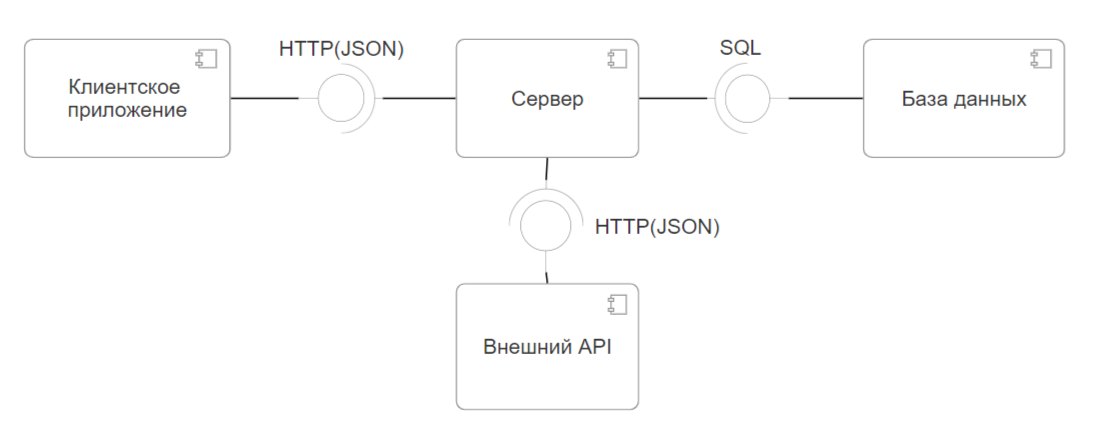 HTTP(JSON)
SQL
Клиентское
приложение
Сервер
База данных
HTTP(JSON)
Внешний API